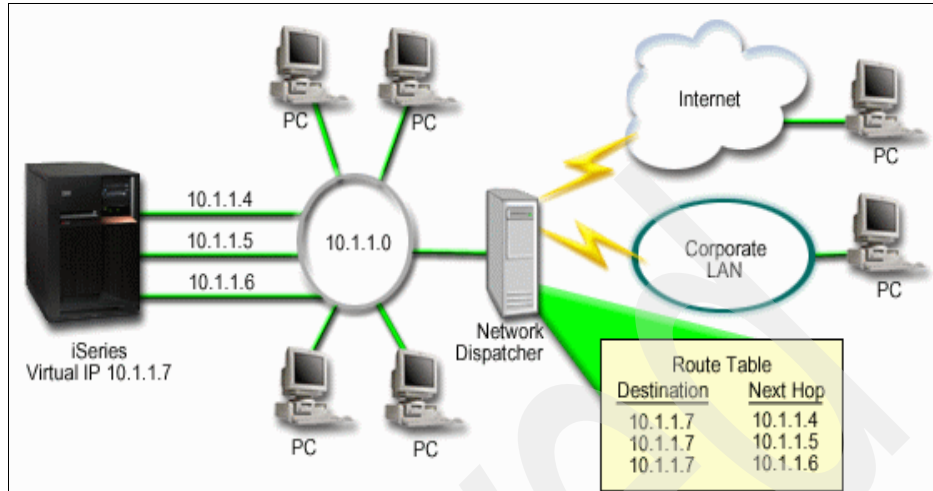 PC
PC
Internet
PC
10.1.1.4
10.1.1.5
10.1.1.6
10.1.1.0
Corporate
LAN
PC
iSeries
Virtual IP 10.1.1.7
Network
Dispatcher
PC
PC
Route Table
Destination Next Hop
10.1.1.7 10.1.1.4
10.1.1.7 10.1.1.5
10.1.1.7 10.1.1.6